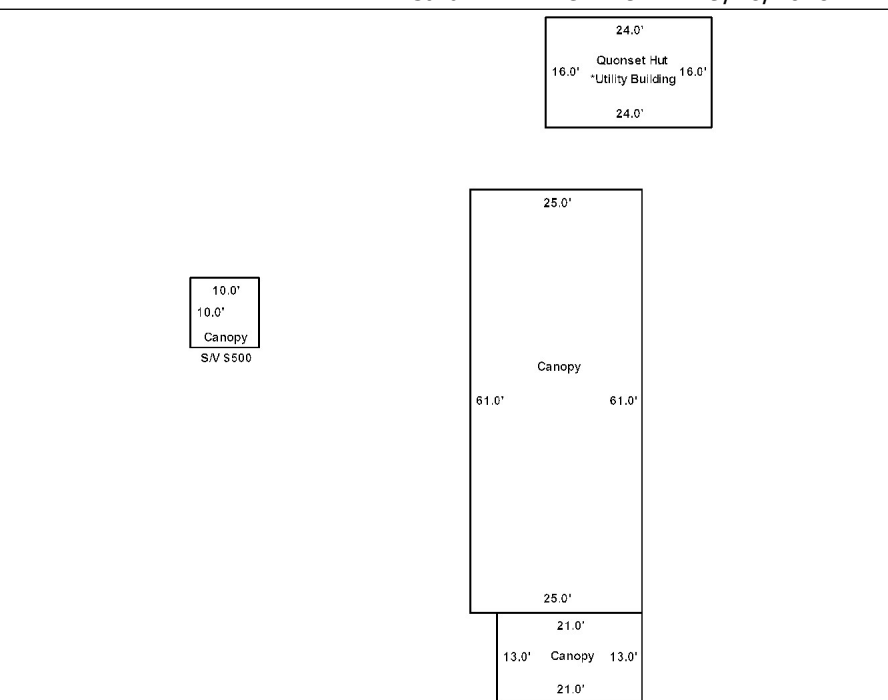 24.0'
Quonset Hut
16.0' *Utility Building 16.0'
24.0'
25.0'
10.0'
10.0'
Canopy
S/V $500
Canopy
61.0' 61.0'
25.0'
21.0'
13.0' Canopy 13.0'
21.0'